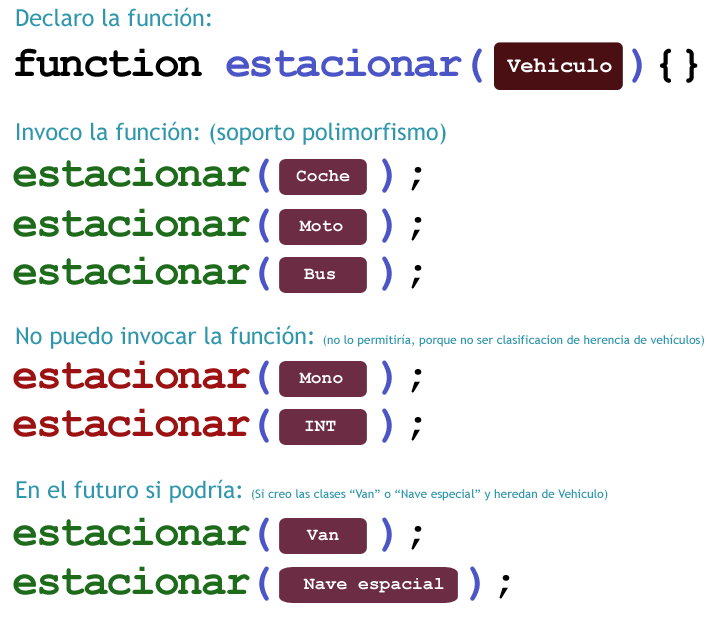 Declaro la función:
function estacionar( Vehiculo ){}
Invoco la función: (soporto polimorfismo)
estacionar( Coche );
estacionar( Moto );
estacionar( Bus );
No puedo invocar la función: (no lo permitiría, porque no ser clasificacion de herencia de vehículos)
estacionar( Mono );
estacionar( INT );
En el futuro si podría: (Si creo las clases “Van” o “Nave especial” y heredan de Vehículo)
estacionar( Van );
estacionar( Nave espacial );